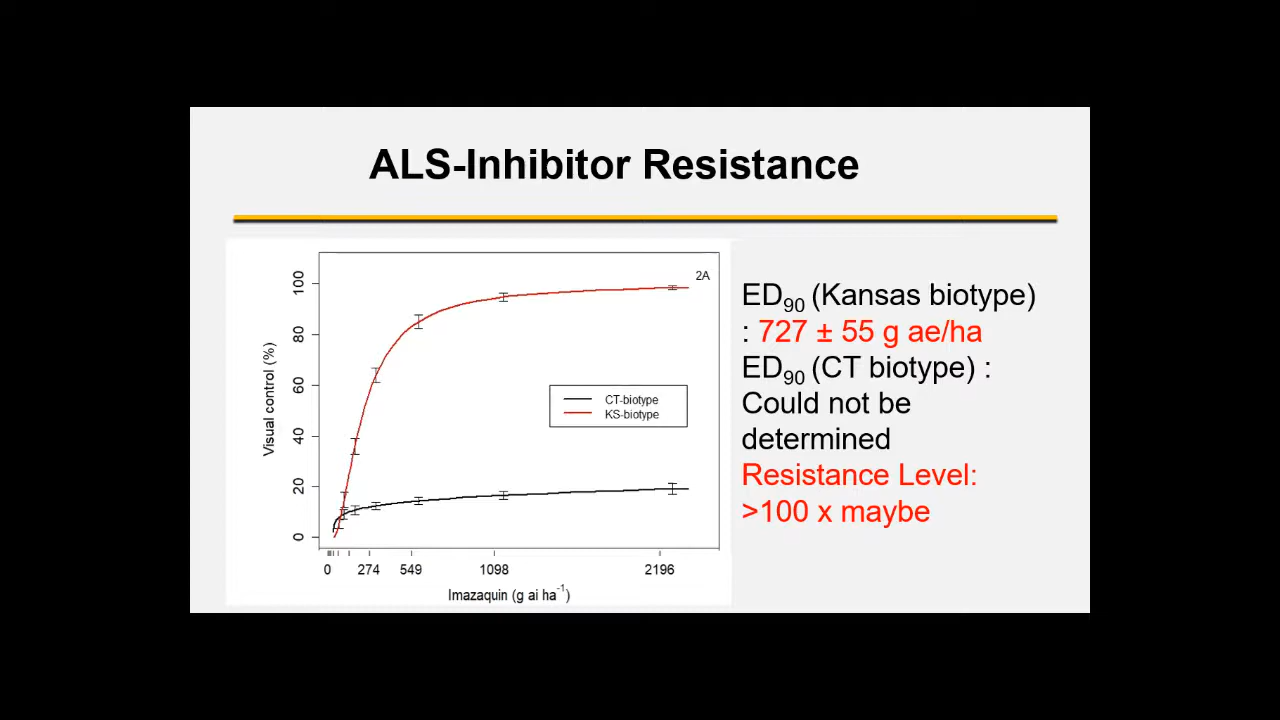 ALS-Inhibitor Resistance
2A
100
80
60
40
20
0
Visual control (%)
CT-biotype
KS-biotype
0 274 549 1098 2196
Imazaquin (g ai ha⁻¹)
ED₉₀ (Kansas biotype)
: 727 ± 55 g ae/ha
ED₉₀ (CT biotype) :
Could not be
determined
Resistance Level:
>100 x maybe